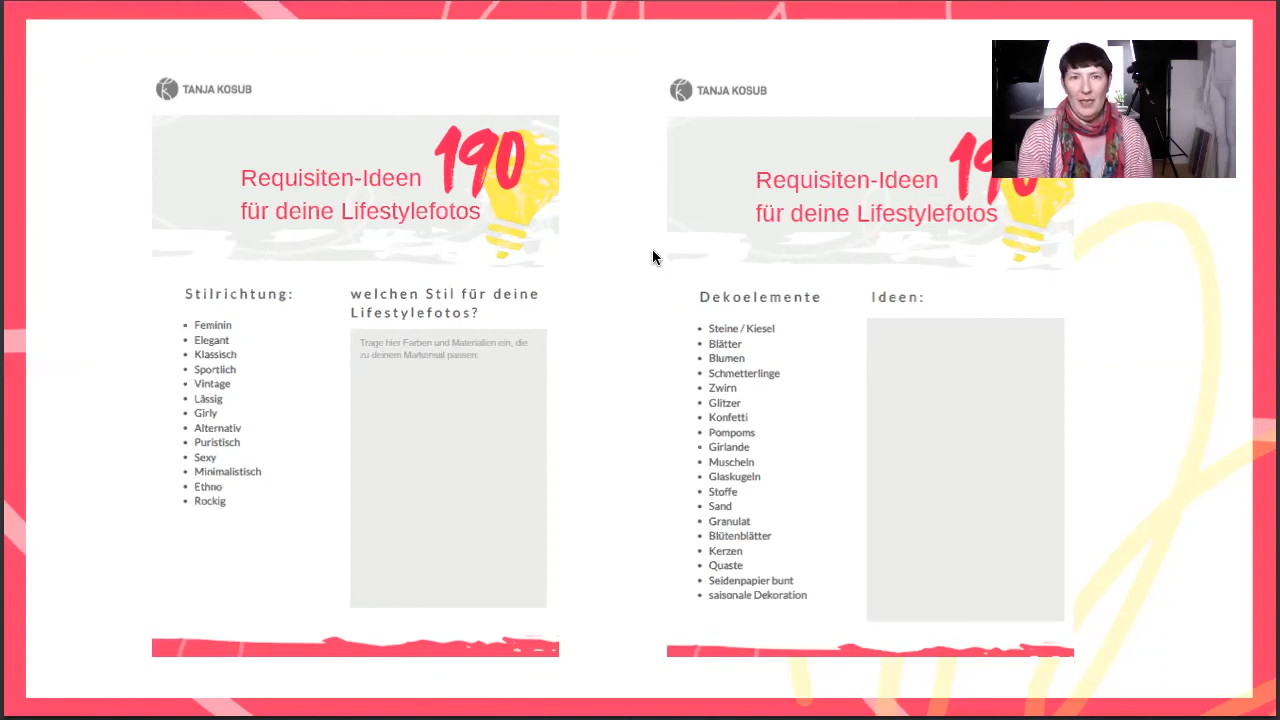 TANJA KOSUB
190
Requisiten-Ideen
für deine Lifestylefotos
Stilrichtung:
Feminin
Elegant
Klassisch
Sportlich
Vintage
Lässig
Girly
Alternativ
Puristisch
Sexy
Minimalistisch
Ethno
Rockig
welchen Stil für deine
Lifestylefotos?
Trage hier Farben und Materialien ein, die
zu deinem Markenstil passen:
TANJA KOSUB
190
Requisiten-Ideen
für deine Lifestylefotos
Dekoelemente
Steine / Kiesel
Blätter
Blumen
Schmetterlinge
Zwirn
Glitzer
Konfetti
Pompoms
Girlande
Muscheln
Glaskugeln
Stoffe
Sand
Granulat
Blütenblätter
Kerzen
Quaste
Seidenpapier bunt
saisonale Dekoration
Ideen: